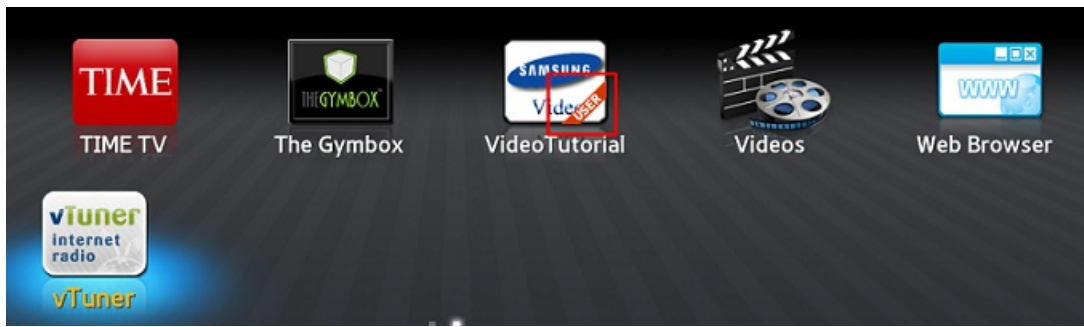 TIME
THEGYMBOX
SAMSUNG
Video
USER
WWW
TIME TV
The Gymbox
VideoTutorial
Videos
Web Browser
vTuner
internet
radio
vTuner